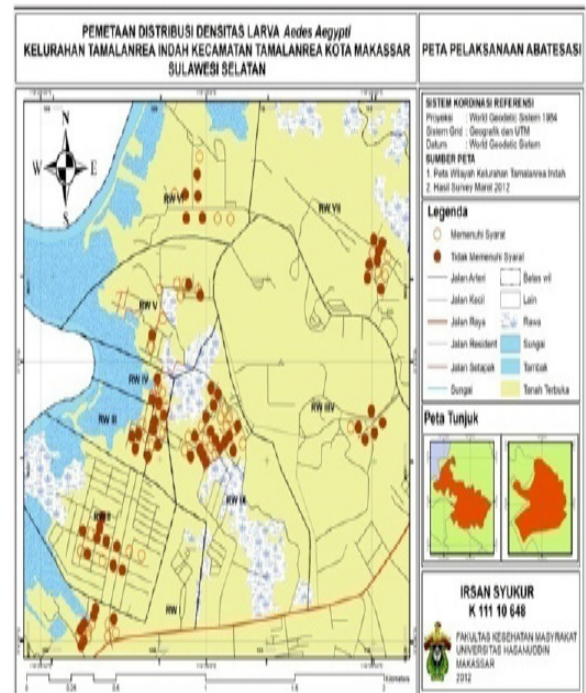 PEMETAAN DISTRIBUSI DENSITAS LARVA Aedes Aegypti
KELURAHAN TAMALANREA INDAH KECAMATAN TAMALANREA KOTA MAKASSAR
SULAWESI SELATAN
PETA PELAKSANAAN ABATESASI
SISTEM KORDINASI REFERENSI
Proyeksi : World Geodetic Sistem 1984
Sistem Grid : Geografik dan UTM
Datum : World Geodetic Sistem
SUMBER PETA
1. Peta Wilayah Kelurahan Tamalanrea Indah
2. Hasil Survey Maret 2012
Legenda
Memenuhi Syarat
Tidak Memenuhi Syarat
Jalan Arteri
Batas wil
Jalan Kecil
Lain
Jalan Raya
Rawa
Jalan Resident
Sungai
Jalan Setapak
Tambak
Sungai
Tanah Terbuka
Peta Tunjuk
IRSAN SYUKUR
K 111 10 648
FAKULTAS KESEHATAN MASYRAKAT
UNIVERSITAS HASANUDDIN
MAKASSAR
2012
N
W
E
S
RW VI
RW VII
RW V
RW IV
RW III
RW IIIV
RW IX
RW I